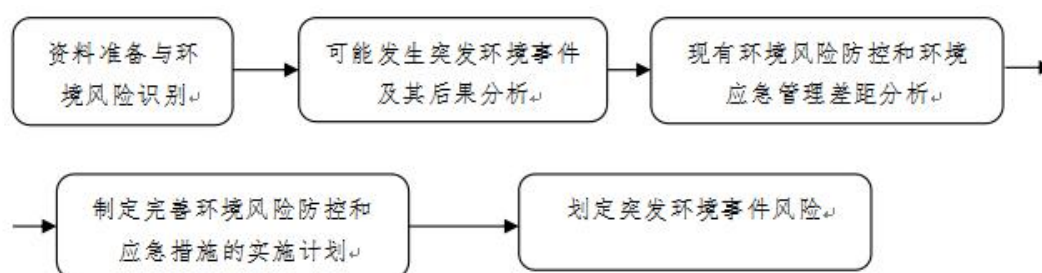 资料准备与环
境风险识别
可能发生突发环境事件
及其后果分析
现有环境风险防控和环境
应急管理差距分析
制定完善环境风险防控和
应急措施的实施计划
划定突发环境事件风险